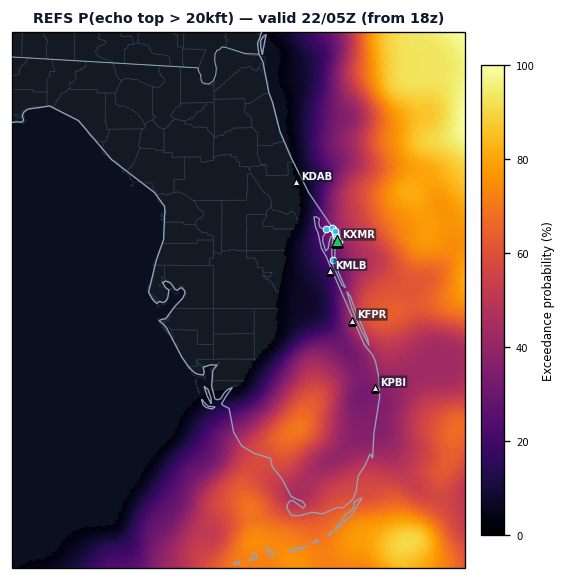 REFS P(echo top > 20kft) — valid 22/05Z (from 18z)
KDAB
KXMR
KMLB
KFPR
KPBI
100
80
60
40
20
0
Exceedance probability (%)